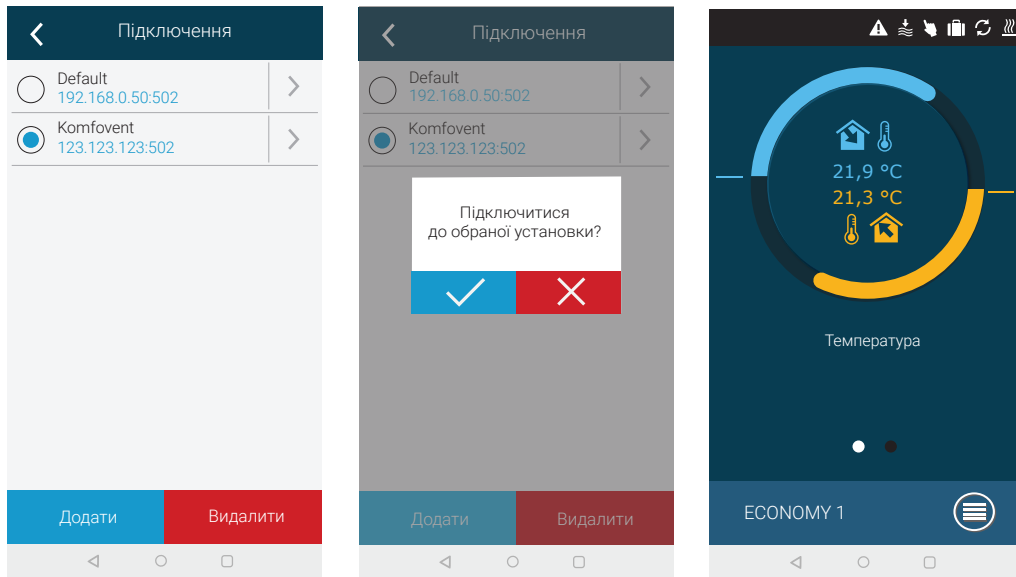 Підключення
Default
192.168.0.50:502
Komfovent
123.123.123:502
Додати
Видалити
Підключення
Default
192.168.0.50:502
Komfovent
123.123.123:502
Підключитися
до обраної установки?
Додати
Видалити
21,9 °C
21,3 °C
Температура
ECONOMY 1